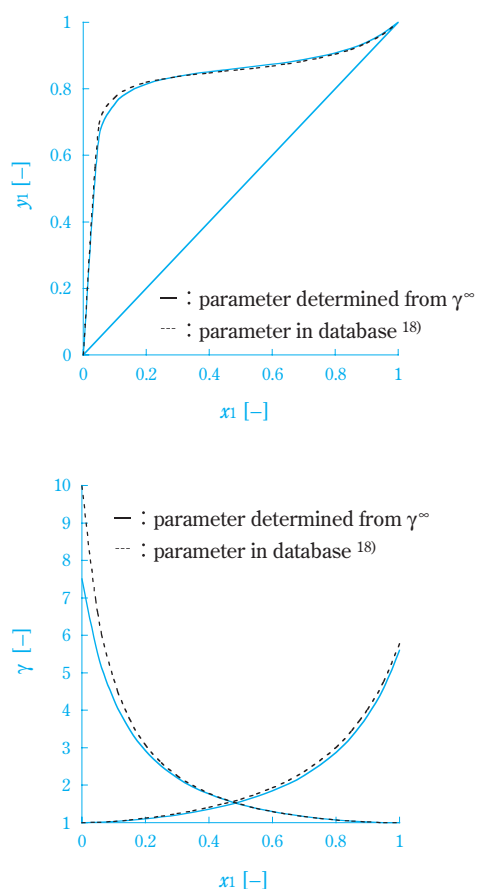 1
0.8
0.6
0.4
0.2
0
y1 [–]
— : parameter determined from γ∞
---- : parameter in database 18)
0 0.2 0.4 0.6 0.8 1
x1 [–]
10
9
8
7
6
5
4
3
2
1
γ [–]
— : parameter determined from γ∞
---- : parameter in database 18)
0 0.2 0.4 0.6 0.8 1
x1 [–]